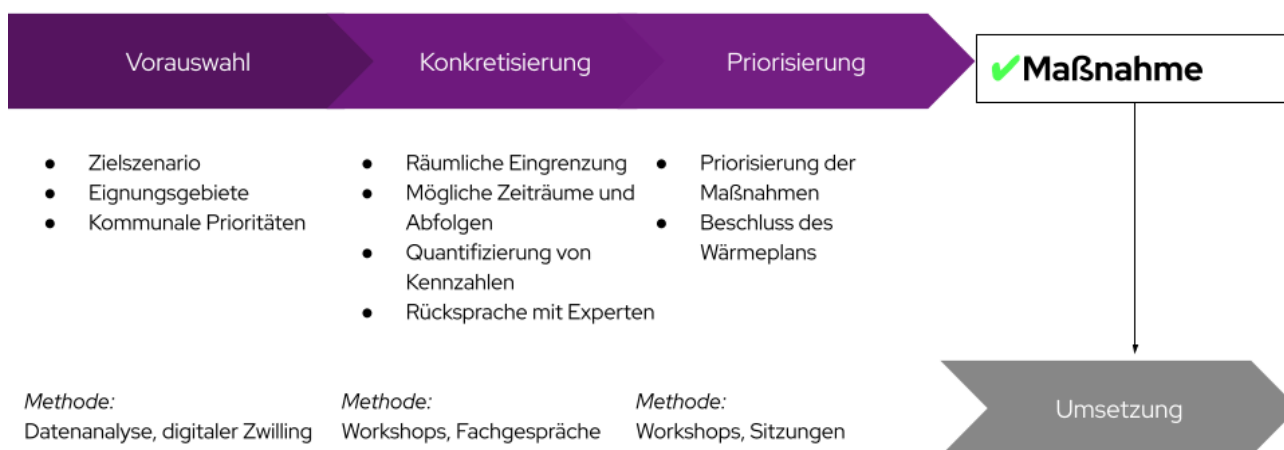 Vorauswahl
Konkretisierung
Priorisierung
✔Maßnahme
● Zielszenario
● Eignungsgebiete
● Kommunale Prioritäten
● Räumliche Eingrenzung
● Mögliche Zeiträume und
Abfolgen
● Quantifizierung von
Kennzahlen
● Rücksprache mit Experten
● Priorisierung der
Maßnahmen
● Beschluss des
Wärmeplans
Methode:
Datenanalyse, digitaler Zwilling
Methode:
Workshops, Fachgespräche
Methode:
Workshops, Sitzungen
Umsetzung